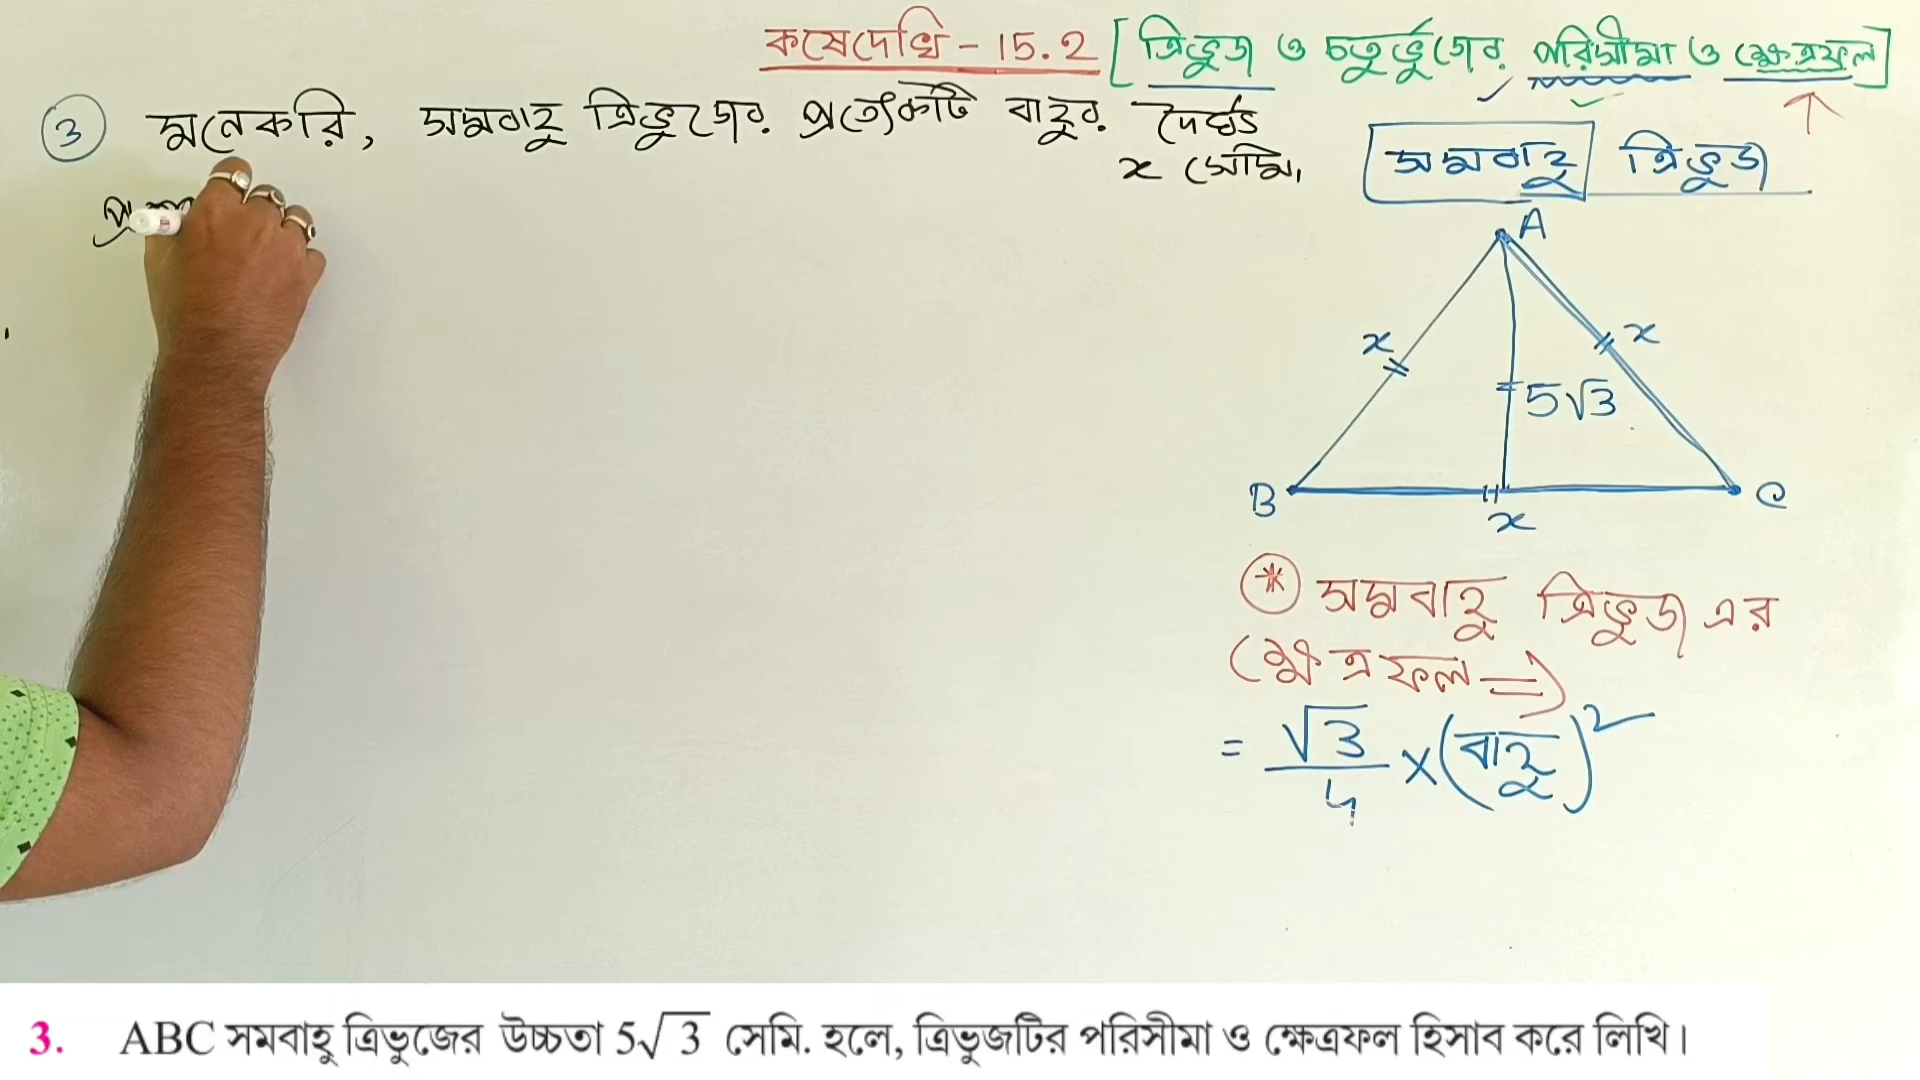 কষেদেখি - 15.2 [ত্রিভুজ ও চতুর্ভুজের পরিসীমা ও ক্ষেত্রফল]
3 মনেকরি, সমবাহু ত্রিভুজের প্রত্যেকটি বাহুর দৈর্ঘ্য
x সেমি।
সমবাহু ত্রিভুজ
A
x
x
5√3
B
C
x
* সমবাহু ত্রিভুজ এর
ক্ষেত্রফল ⇒
= √3/4 × (বাহু)²
3. ABC সমবাহু ত্রিভুজের উচ্চতা 5√3 সেমি. হলে, ত্রিভুজটির পরিসীমা ও ক্ষেত্রফল হিসাব করে লিখি।